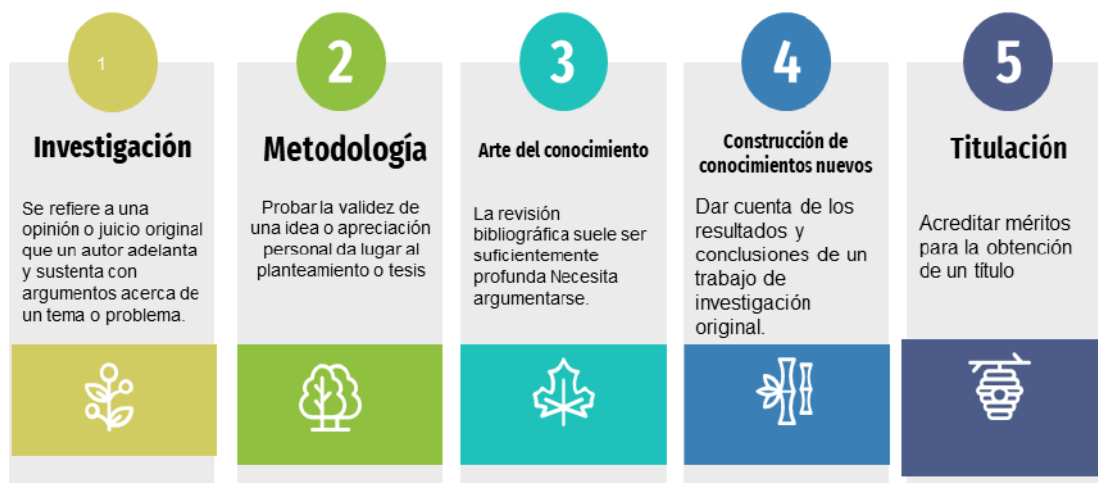 1
Investigación
Se refiere a una
opinión o juicio original
que un autor adelanta
y sustenta con
argumentos acerca de
un tema o problema.
2
Metodología
Probar la validez de
una idea o apreciación
personal da lugar al
planteamiento o tesis
3
Arte del conocimiento
La revisión
bibliográfica suele ser
suficientemente
profunda Necesita
argumentarse.
4
Construcción de
conocimientos nuevos
Dar cuenta de los
resultados y
conclusiones de un
trabajo de
investigación
original.
5
Titulación
Acreditar méritos
para la obtención
de un título